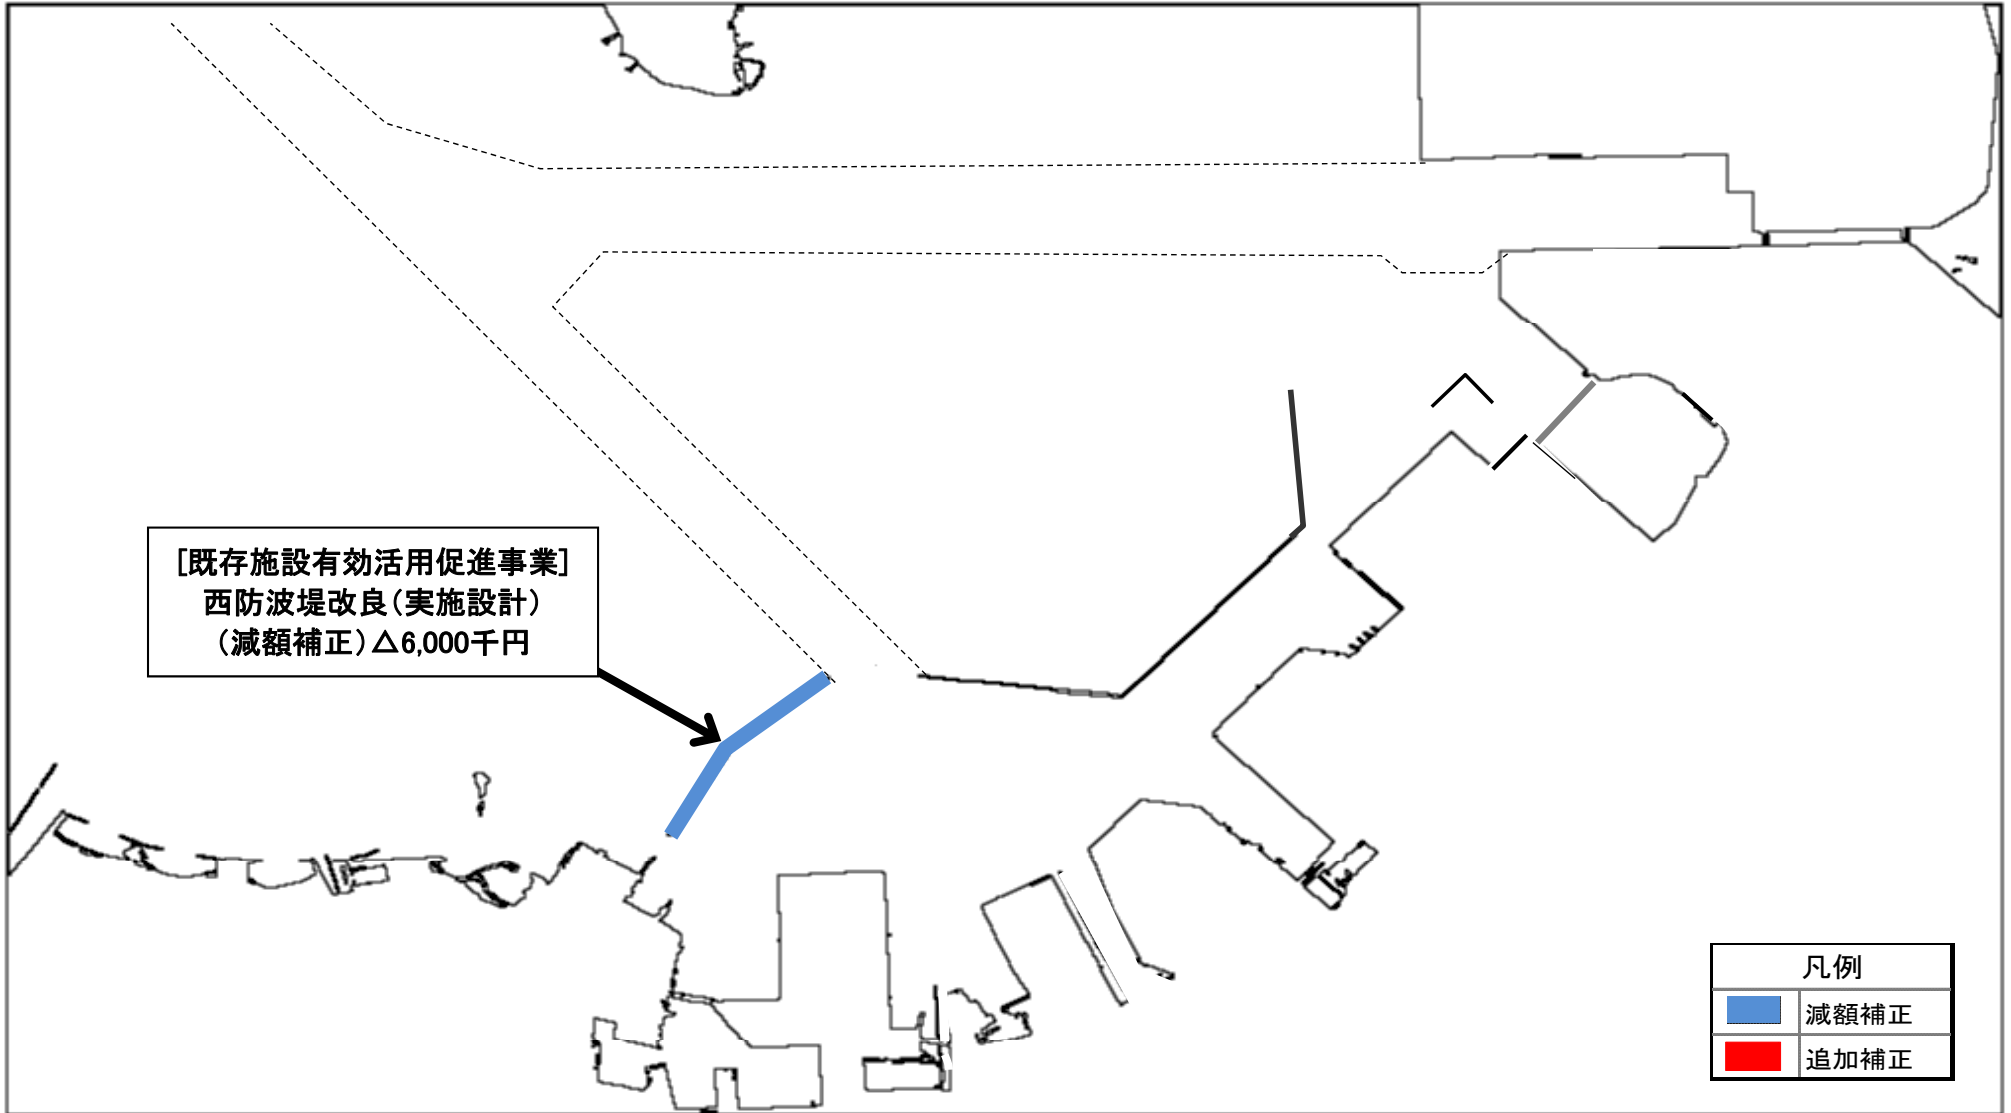 [既存施設有効活用促進事業]
西防波堤改良(実施設計)
(減額補正)△6,000千円
凡例
減額補正
追加補正